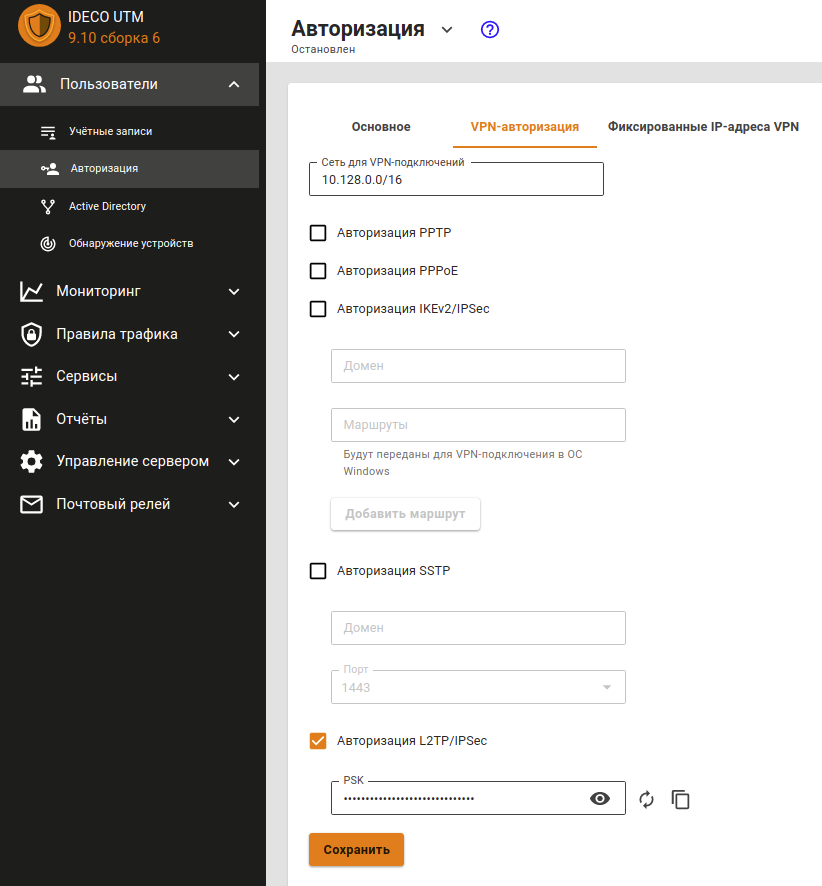 IDECO UTM
9.10 сборка 6
Пользователи
Учётные записи
Авторизация
Active Directory
Обнаружение устройств
Мониторинг
Правила трафика
Сервисы
Отчёты
Управление сервером
Почтовый релей
Авторизация
Остановлен
Основное VPN-авторизация Фиксированные IP-адреса VPN
Сеть для VPN-подключений
10.128.0.0/16
Авторизация PPTP
Авторизация PPPoE
Авторизация IKEv2/IPSec
Домен
Маршруты
Будут переданы для VPN-подключения в ОС
Windows
Добавить маршрут
Авторизация SSTP
Домен
Порт
1443
Авторизация L2TP/IPSec
PSK
••••••••••••••••••••••••••••••
Сохранить